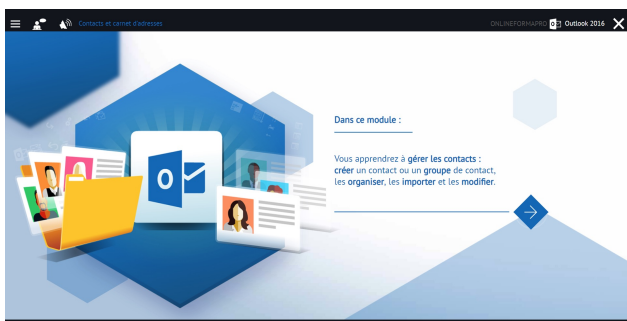 Contacts et carnet d'adresses
ONLINEFORMAPRO Outlook 2016
Dans ce module :
Vous apprendrez à gérer les contacts :
créer un contact ou un groupe de contact,
les organiser, les importer et les modifier.